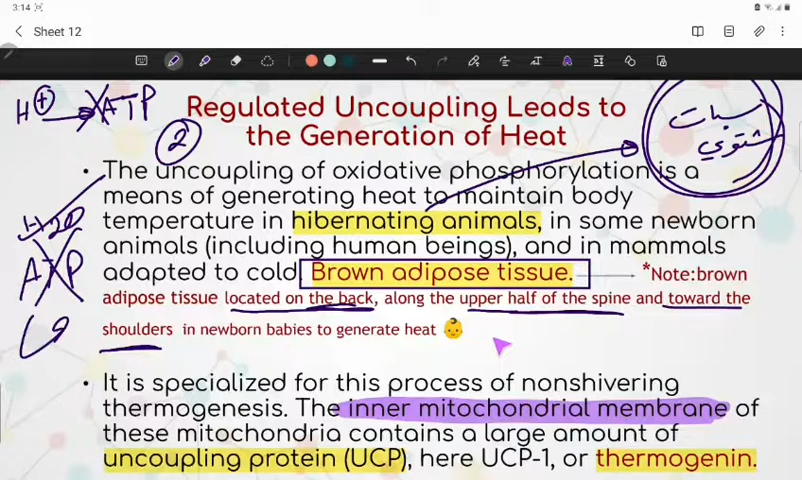 3:14
Sheet 12
H+ ATP
سبات
شتوي
Regulated Uncoupling Leads to
the Generation of Heat
2
• The uncoupling of oxidative phosphorylation is a
means of generating heat to maintain body
temperature in hibernating animals, in some newborn
animals (including human beings), and in mammals
adapted to cold. Brown adipose tissue. *Note:brown
adipose tissue located on the back, along the upper half of the spine and toward the
shoulders in newborn babies to generate heat 👶
ATP
• It is specialized for this process of nonshivering
thermogenesis. The inner mitochondrial membrane of
these mitochondria contains a large amount of
uncoupling protein (UCP), here UCP-1, or thermogenin.